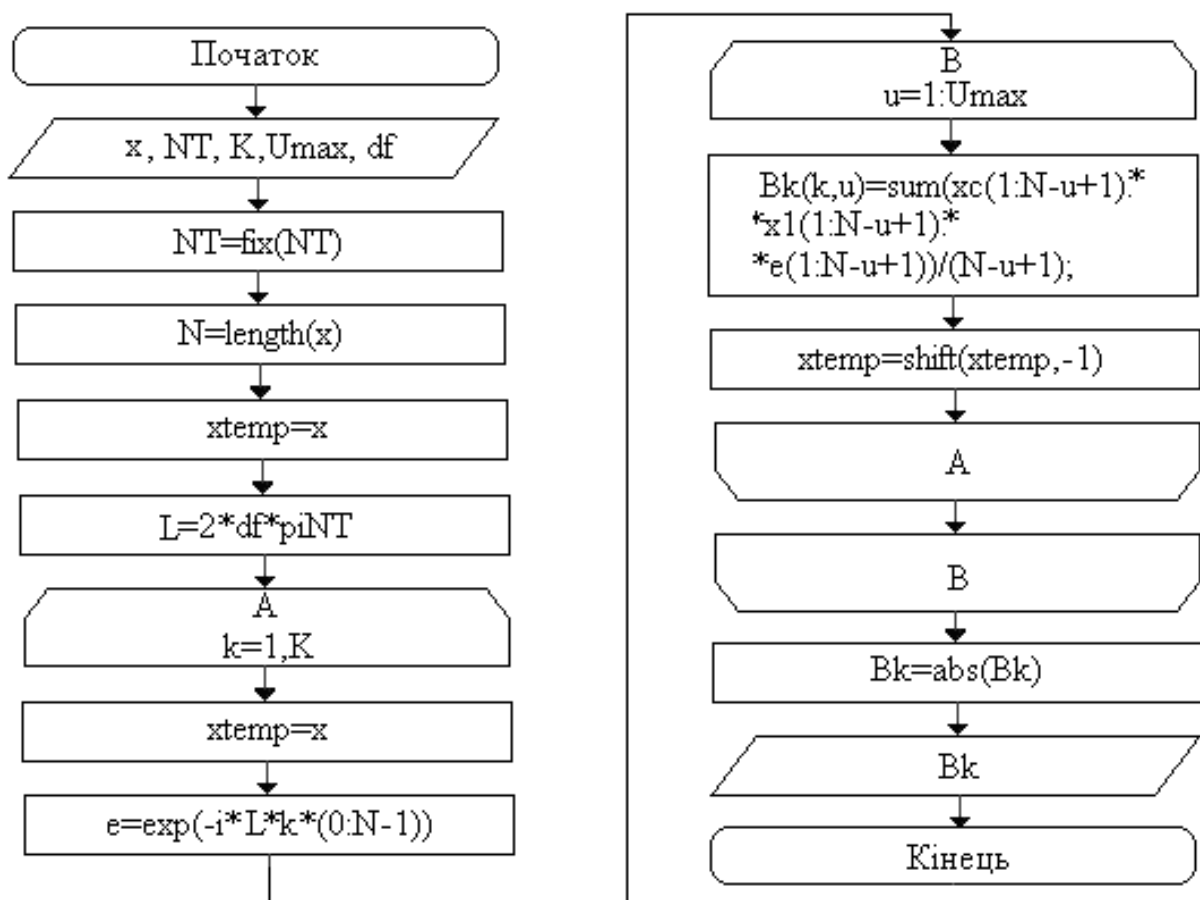 Початок
x, NT, K,Umax, df
NT=fix(NT)
N=length(x)
xtemp=x
L=2*df*piNT
A
k=1,K
xtemp=x
e=exp(-i*L*k*(0:N-1))
B
u=1:Umax
Bk(k,u)=sum(xc(1:N-u+1).*
*x1(1:N-u+1).*
*e(1:N-u+1))/(N-u+1);
xtemp=shift(xtemp,-1)
A
B
Bk=abs(Bk)
Bk
Кінець